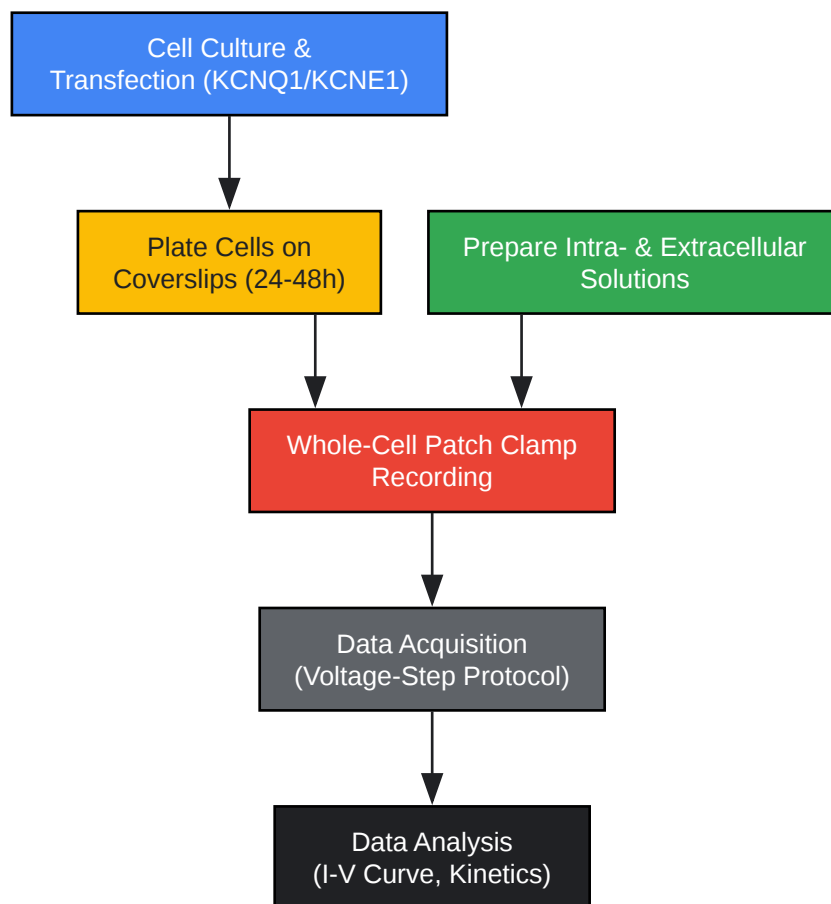 Cell Culture &
Transfection (KCNQ1/KCNE1)
Plate Cells on
Coverslips (24-48h)
Prepare Intra- & Extracellular
Solutions
Whole-Cell Patch Clamp
Recording
Data Acquisition
(Voltage-Step Protocol)
Data Analysis
(I-V Curve, Kinetics)